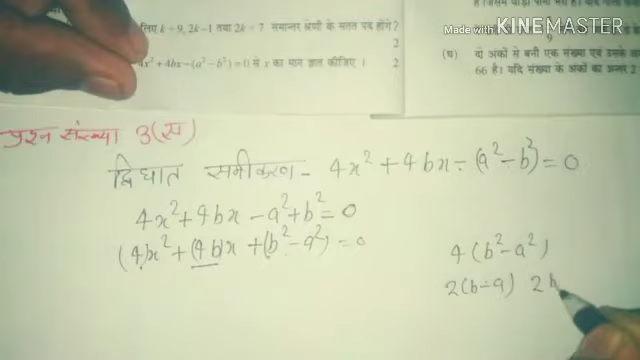 Made with KINEMASTER
लिए k + 9, 2k−1 तथा 2k + 7 समान्तर श्रेणी के सतत पद होंगे?
2
4x² + 4bx − (a² − b²) = 0 से x का मान ज्ञात कीजिए । 2
9
(घ) दो अंकों से बनी एक संख्या एवं उसके
66 है। यदि संख्या के अंकों का अन्तर 2
प्रश्न संख्या 3(स)
द्विघात समीकरण- 4x² + 4bx - (a² - b²) = 0
4x² + 4bx - a² + b² = 0
(4)x² + (4b)x + (b² - a²) = 0
4(b² - a²)
2(b - a) 2b